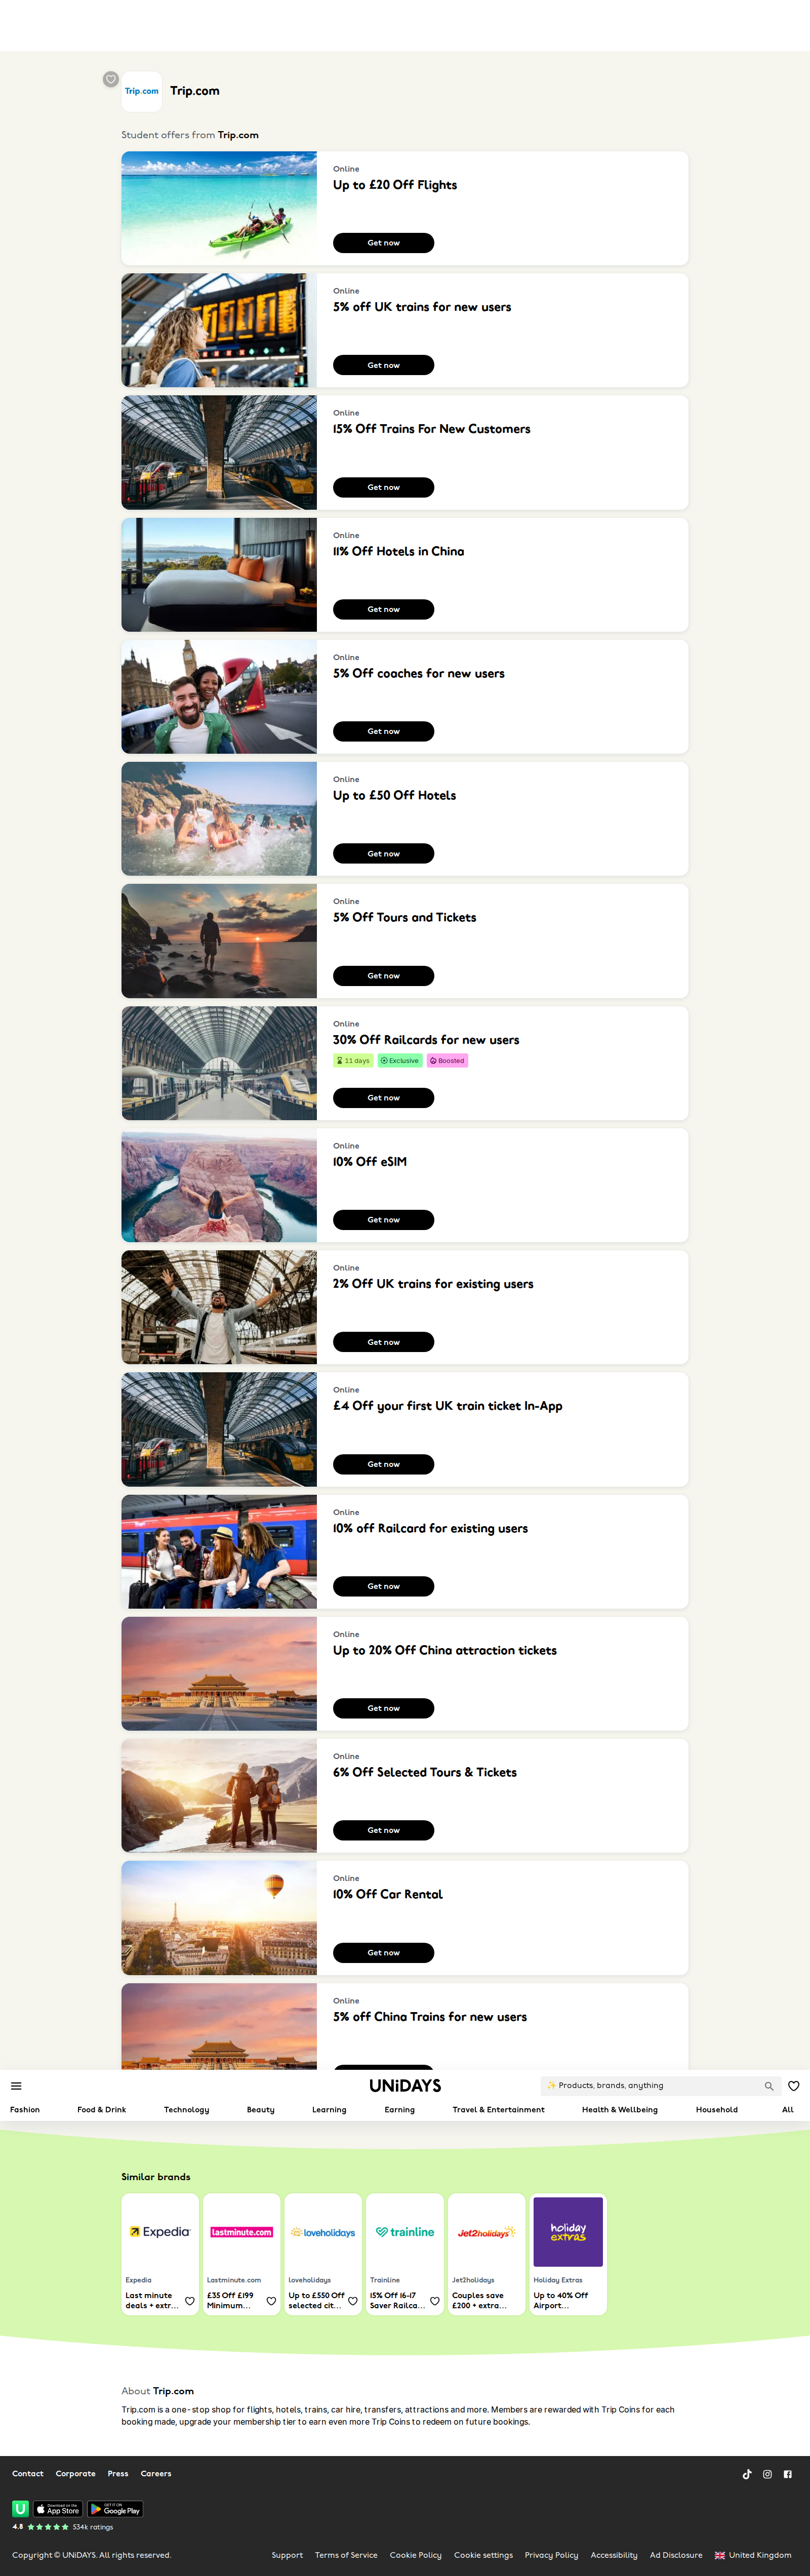 Trip.com
Trip.com
Student offers from Trip.com
Online
Up to £20 Off Flights
Get now
Online
5% off UK trains for new users
Get now
Online
15% Off Trains For New Customers
Get now
Online
11% Off Hotels in China
Get now
Online
5% Off coaches for new users
Get now
Online
Up to £50 Off Hotels
Get now
Online
5% Off Tours and Tickets
Get now
Online
30% Off Railcards for new users
11 days
Exclusive
Boosted
Get now
Online
10% Off eSIM
Get now
Online
2% Off UK trains for existing users
Get now
Online
£4 Off your first UK train ticket In-App
Get now
Online
10% off Railcard for existing users
Get now
Online
Up to 20% Off China attraction tickets
Get now
Online
6% Off Selected Tours & Tickets
Get now
Online
10% Off Car Rental
Get now
Online
5% off China Trains for new users
UNiDAYS
✨ Products, brands, anything
Fashion Food & Drink Technology Beauty Learning Earning Travel & Entertainment Health & Wellbeing Household All
Similar brands
Expedia
lastminute.com
loveholidays
trainline
Jet2holidays
holiday
extras
Expedia
Last minute
deals + extr...
Lastminute.com
£35 Off £199
Minimum...
loveholidays
Up to £550 Off
selected cit...
Trainline
15% Off 16-17
Saver Railca...
Jet2holidays
Couples save
£200 + extra...
Holiday Extras
Up to 40% Off
Airport...
About Trip.com
Trip.com is a one-stop shop for flights, hotels, trains, car hire, transfers, attractions and more. Members are rewarded with Trip Coins for each
booking made, upgrade your membership tier to earn even more Trip Coins to redeem on future bookings.
Contact Corporate Press Careers
U
Download on the
App Store
GET IT ON
Google Play
4.8 534k ratings
Copyright © UNiDAYS. All rights reserved.
Support Terms of Service Cookie Policy Cookie settings Privacy Policy Accessibility Ad Disclosure United Kingdom